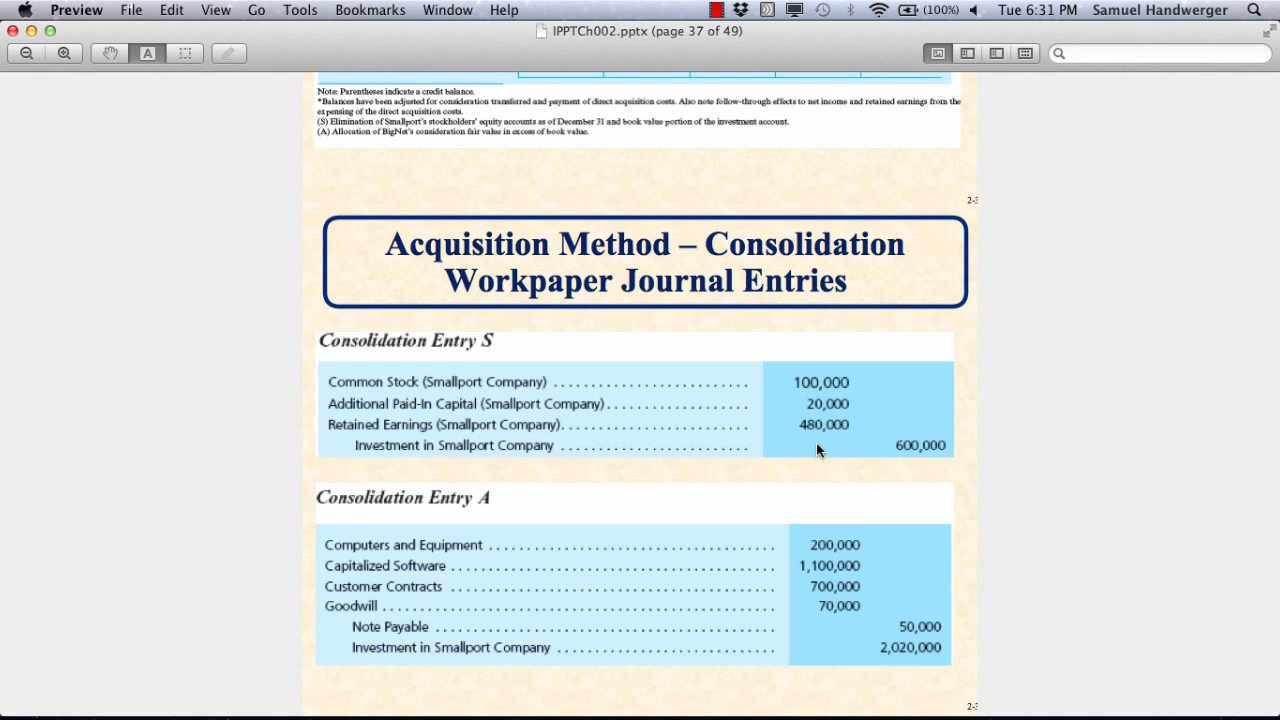 Preview File Edit View Go Tools Bookmarks Window Help (100%) Tue 6:31 PM Samuel Handwerger
IPPTCh002.pptx (page 37 of 49)
A
Note: Parentheses indicate a credit balance.
*Balances have been adjusted for consideration transferred and payment of direct acquisition costs. Also note follow-through effects to net income and retained earnings from the
expensing of the direct acquisition costs.
(S) Elimination of Smallport's stockholders' equity accounts as of December 31 and book value portion of the investment account.
(A) Allocation of BigNet's consideration fair value in excess of book value.
Acquisition Method – Consolidation
Workpaper Journal Entries
Consolidation Entry S
Common Stock (Smallport Company) . . . . . . . . . . . . . . . . . . . . . . . . . . 100,000
Additional Paid-In Capital (Smallport Company). . . . . . . . . . . . . . . . . . . 20,000
Retained Earnings (Smallport Company). . . . . . . . . . . . . . . . . . . . . . . . . 480,000
Investment in Smallport Company . . . . . . . . . . . . . . . . . . . . . . . . . 600,000
Consolidation Entry A
Computers and Equipment . . . . . . . . . . . . . . . . . . . . . . . . . . . . . . . . . . . . . 200,000
Capitalized Software . . . . . . . . . . . . . . . . . . . . . . . . . . . . . . . . . . . . . . . . . 1,100,000
Customer Contracts . . . . . . . . . . . . . . . . . . . . . . . . . . . . . . . . . . . . . . . . . 700,000
Goodwill . . . . . . . . . . . . . . . . . . . . . . . . . . . . . . . . . . . . . . . . . . . . . . . . . . 70,000
Note Payable . . . . . . . . . . . . . . . . . . . . . . . . . . . . . . . . . . . . . . . . . . . 50,000
Investment in Smallport Company . . . . . . . . . . . . . . . . . . . . . . . . . . . . 2,020,000